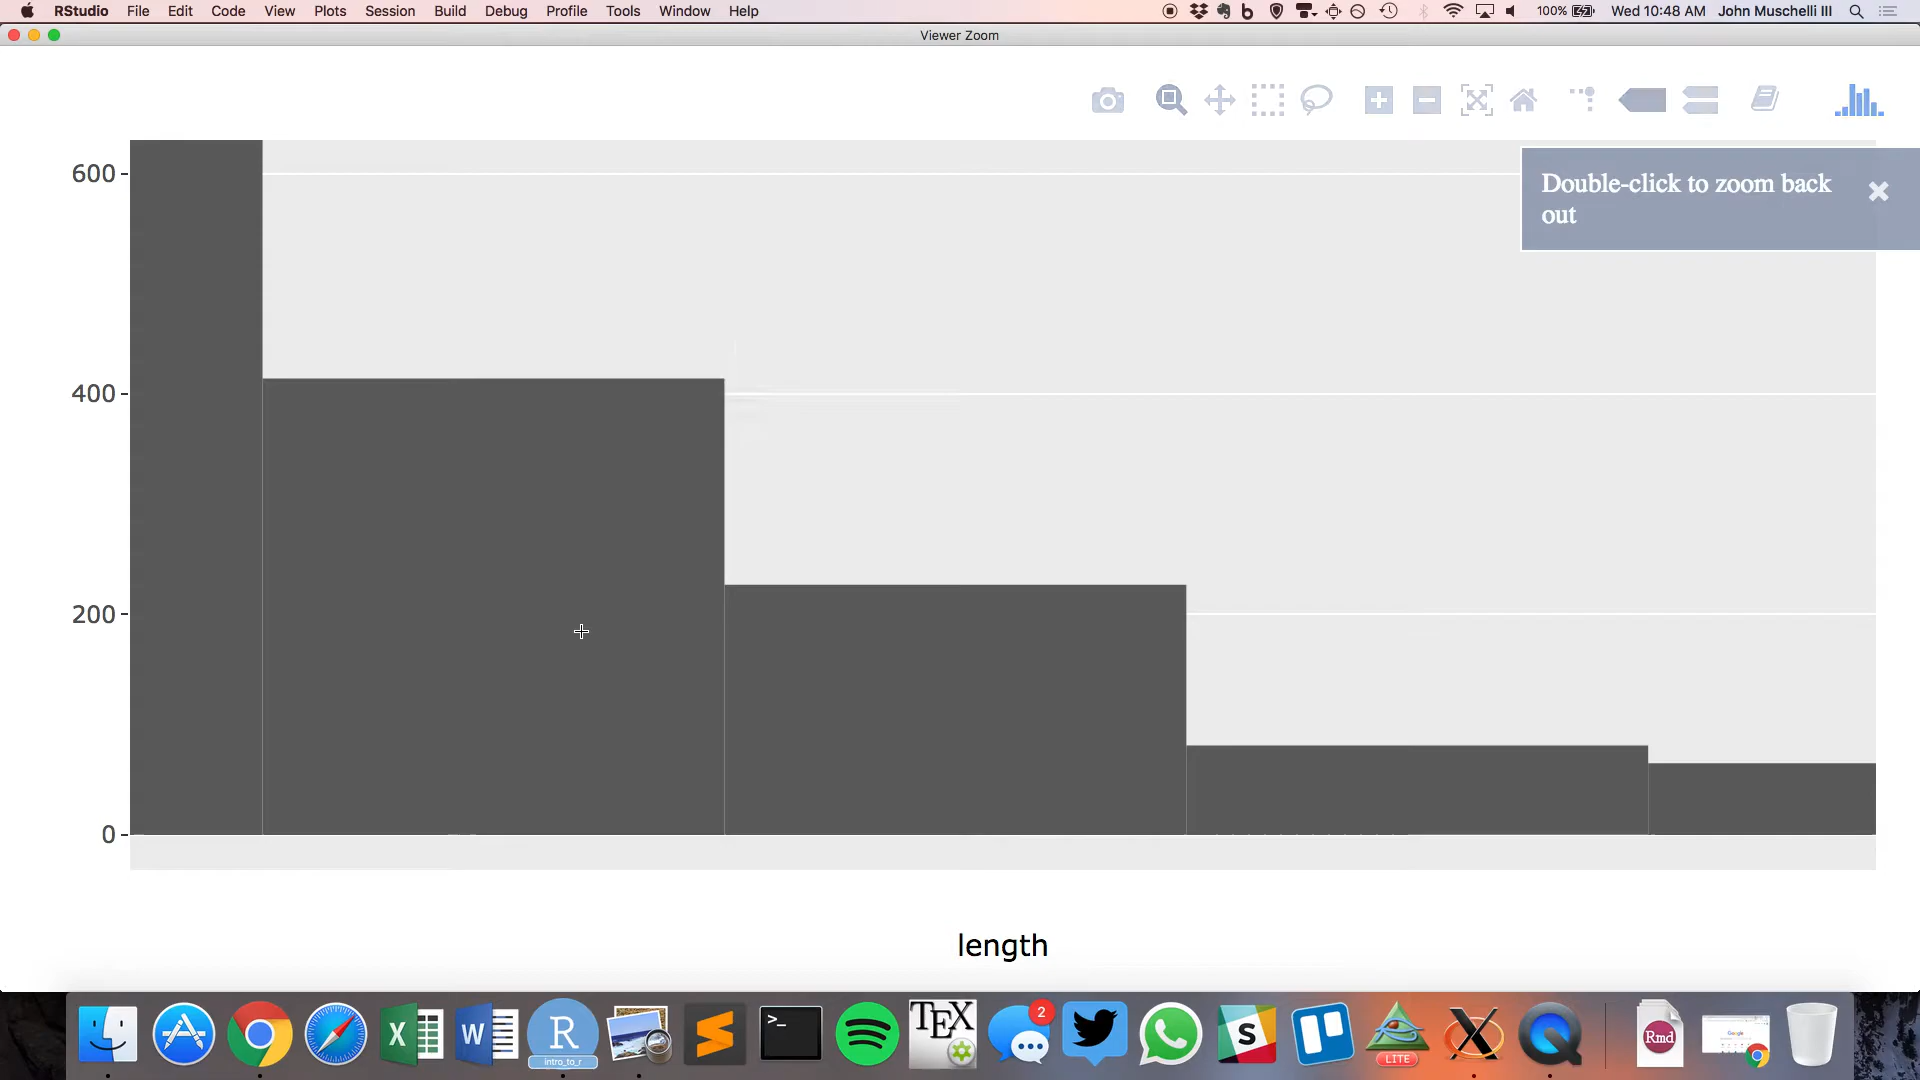 RStudio File Edit Code View Plots Session Build Debug Profile Tools Window Help 100% Wed 10:48 AM John Muschelli III
Viewer Zoom
Double-click to zoom back
out
600
400
200
0
length
intro_to_r
TEX
2
LITE
Rmd
Google